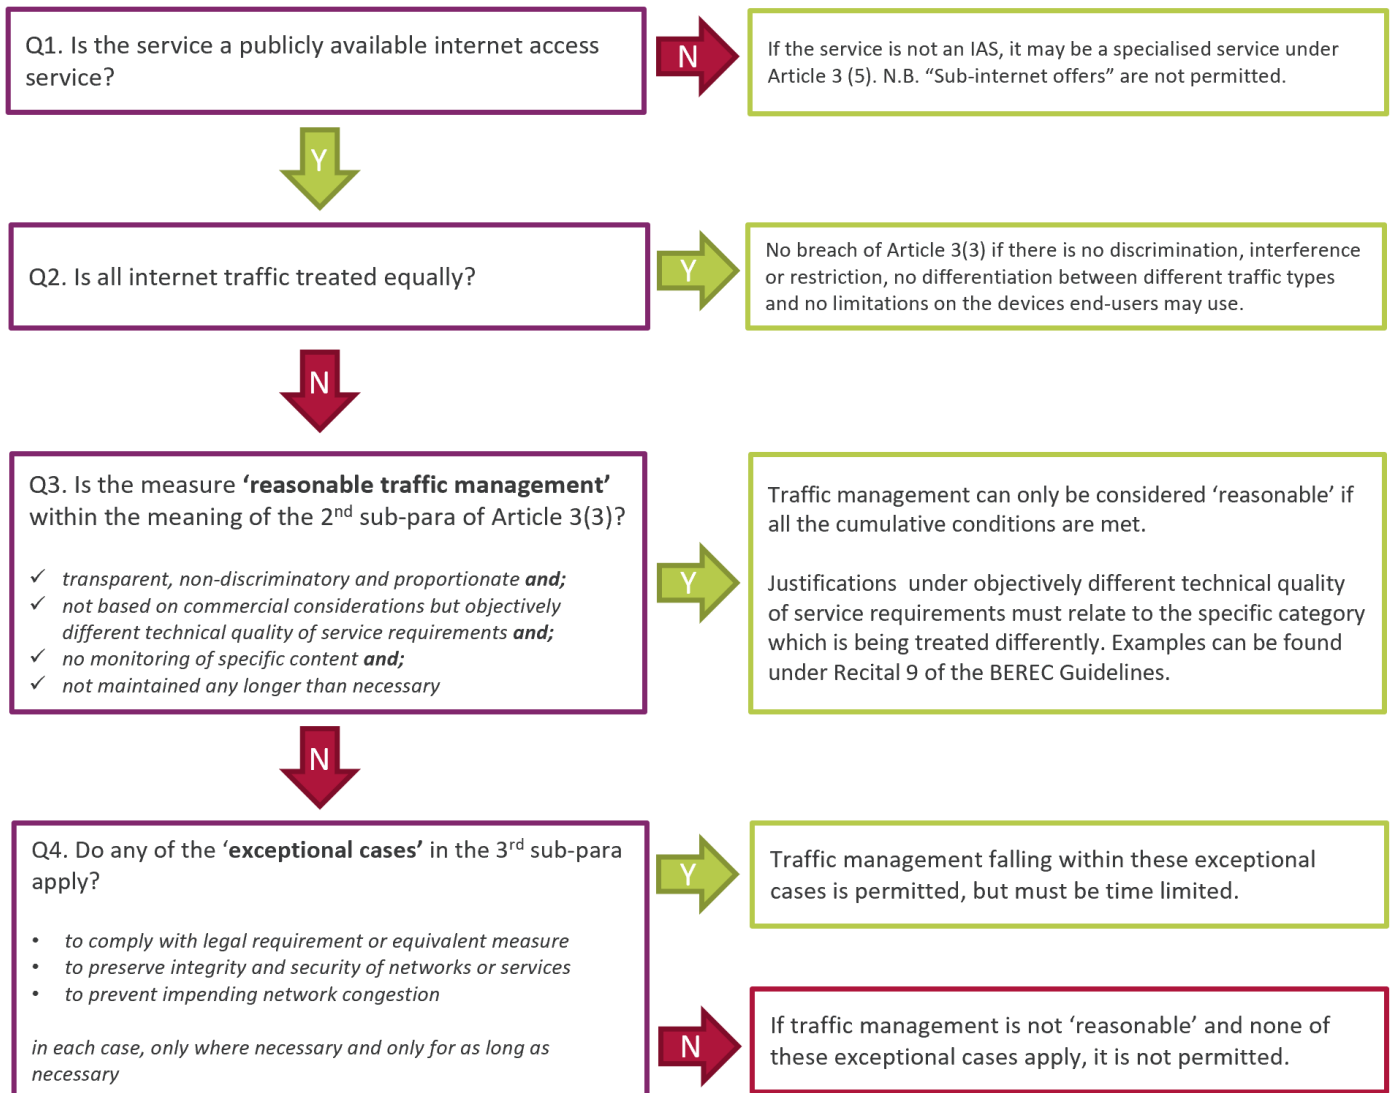 Q1. Is the service a publicly available internet access
service?
N
If the service is not an IAS, it may be a specialised service under
Article 3 (5). N.B. “Sub-internet offers” are not permitted.
Y
Q2. Is all internet traffic treated equally?
Y
No breach of Article 3(3) if there is no discrimination, interference
or restriction, no differentiation between different traffic types
and no limitations on the devices end-users may use.
N
Q3. Is the measure ‘reasonable traffic management’
within the meaning of the 2nd sub-para of Article 3(3)?
✓ transparent, non-discriminatory and proportionate and;
✓ not based on commercial considerations but objectively
different technical quality of service requirements and;
✓ no monitoring of specific content and;
✓ not maintained any longer than necessary
Y
Traffic management can only be considered ‘reasonable’ if
all the cumulative conditions are met.
Justifications under objectively different technical quality
of service requirements must relate to the specific category
which is being treated differently. Examples can be found
under Recital 9 of the BEREC Guidelines.
N
Q4. Do any of the ‘exceptional cases’ in the 3rd sub-para
apply?
• to comply with legal requirement or equivalent measure
• to preserve integrity and security of networks or services
• to prevent impending network congestion
in each case, only where necessary and only for as long as
necessary
Y
Traffic management falling within these exceptional
cases is permitted, but must be time limited.
N
If traffic management is not ‘reasonable’ and none of
these exceptional cases apply, it is not permitted.